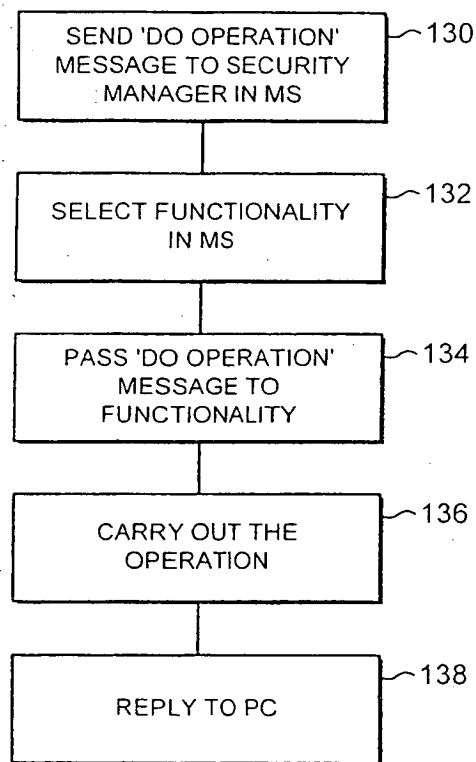 SEND 'DO OPERATION'
MESSAGE TO SECURITY
MANAGER IN MS
130
SELECT FUNCTIONALITY
IN MS
132
PASS 'DO OPERATION'
MESSAGE TO
FUNCTIONALITY
134
CARRY OUT THE
OPERATION
136
REPLY TO PC
138